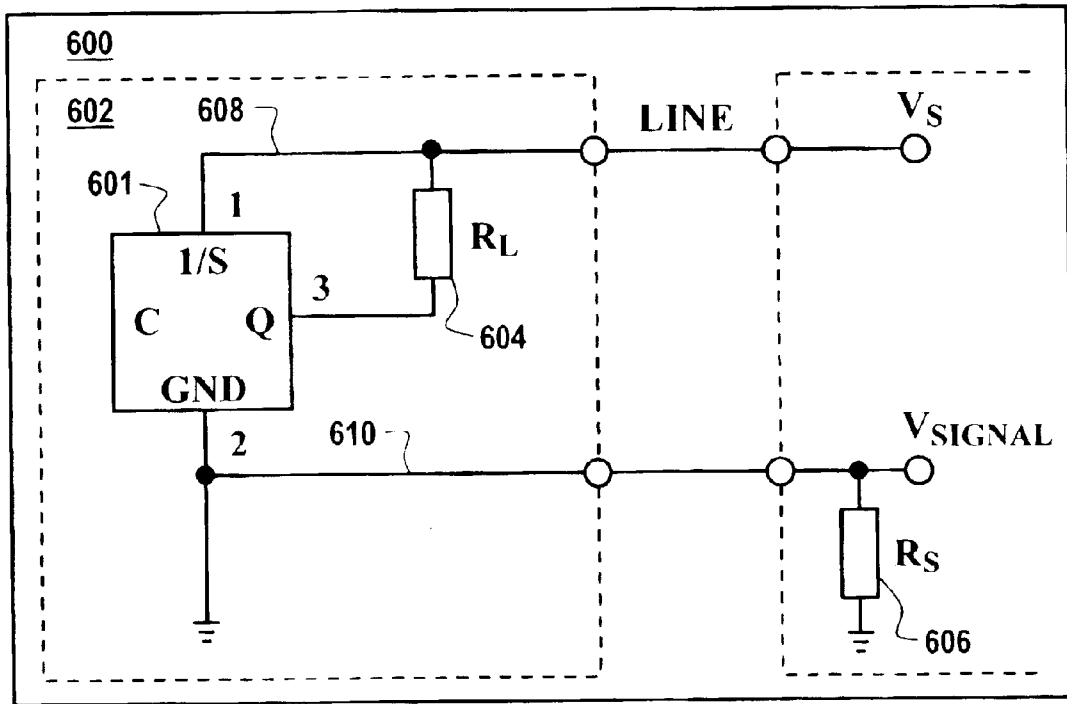 600
602
608
LINE
VS
601
1
1/S
3
RL
C
Q
604
GND
2
610
VSIGNAL
RS
606